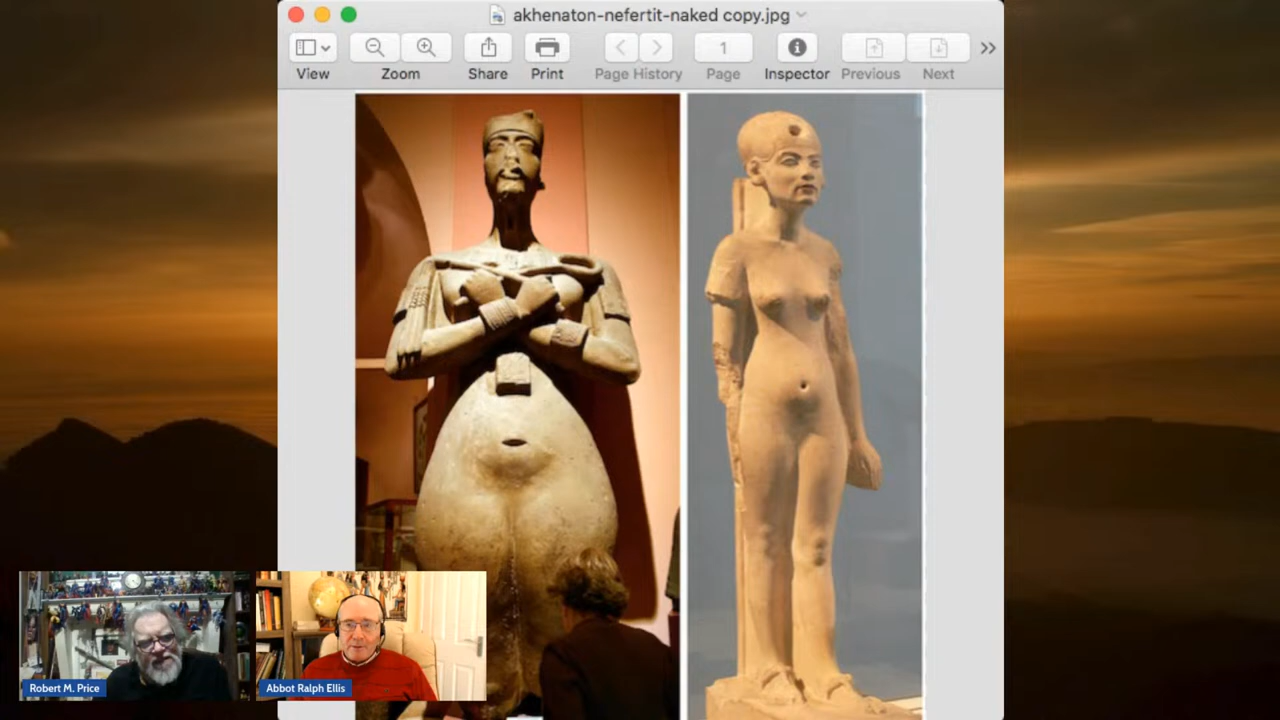 akhenaton-nefertit-naked copy.jpg
1
View
Zoom
Share
Print
Page History
Page
Inspector
Previous
Next
Robert M. Price
Abbot Ralph Ellis